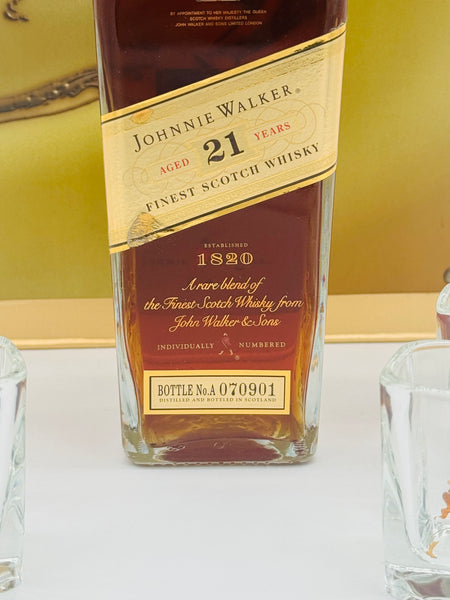 BY APPOINTMENT TO HER MAJESTY THE QUEEN
SCOTCH WHISKY DISTILLERS
JOHN WALKER AND SONS LIMITED LONDON
JOHNNIE WALKER®
AGED 21 YEARS
FINEST SCOTCH WHISKY
ESTABLISHED
1820
A rare blend of
the Finest Scotch Whisky from
John Walker & Sons
INDIVIDUALLY NUMBERED
BOTTLE No.A 070901
DISTILLED AND BOTTLED IN SCOTLAND